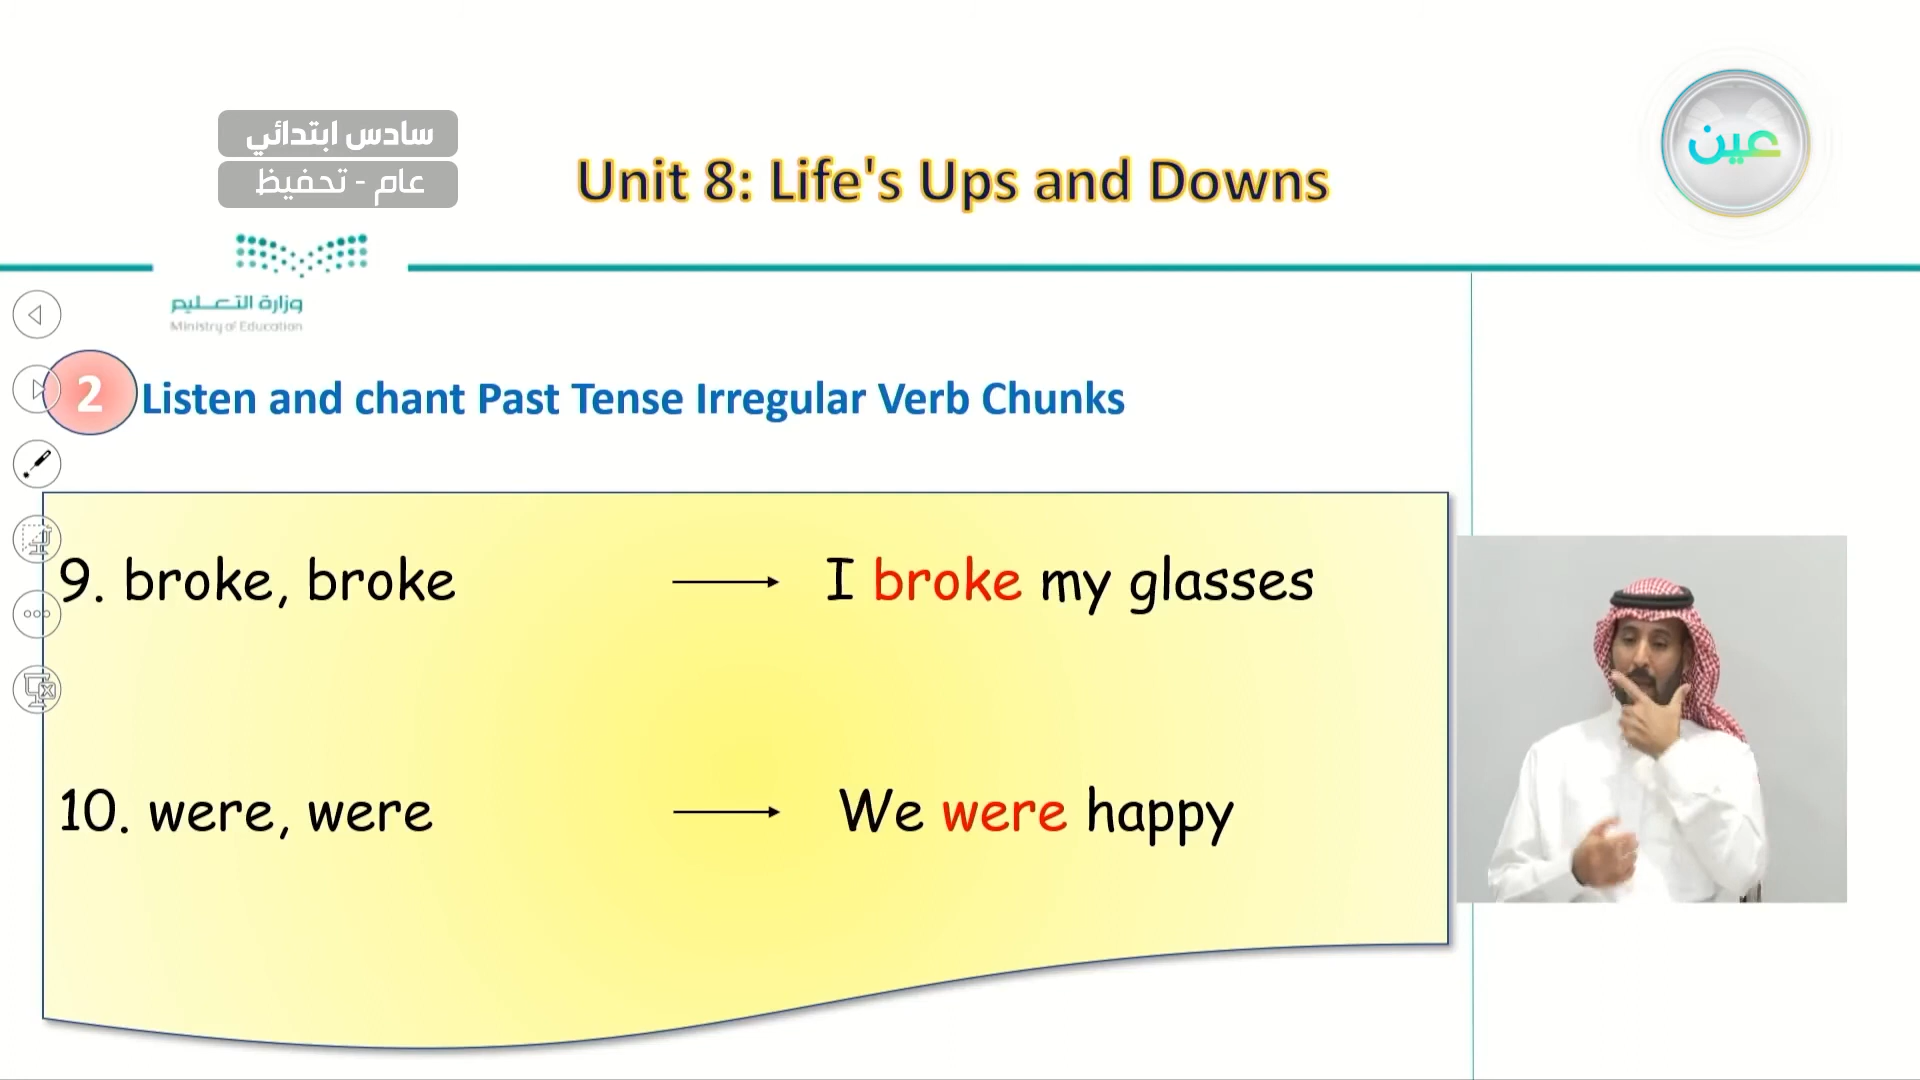 سادس ابتدائي
عام - تحفيظ
Unit 8: Life's Ups and Downs
عين
وزارة التعليم
Ministry of Education
2 Listen and chant Past Tense Irregular Verb Chunks
9. broke, broke I broke my glasses
10. were, were We were happy